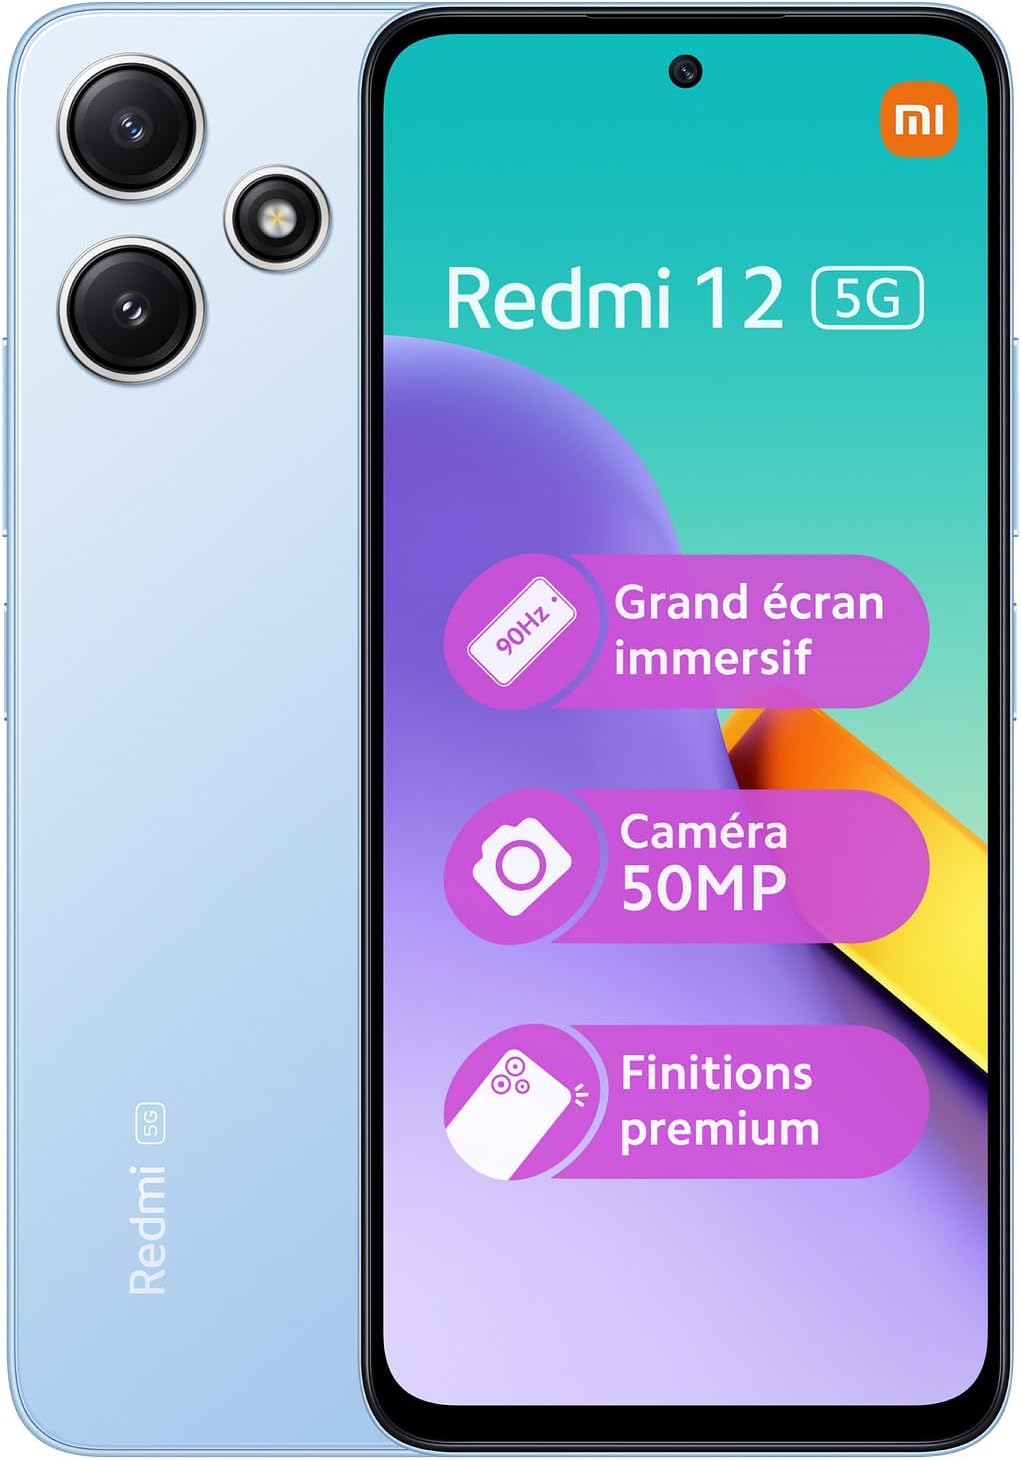 mi
Redmi 12 5G
90Hz
Grand écran
immersif
Caméra
50MP
Finitions
premium
Redmi 5G